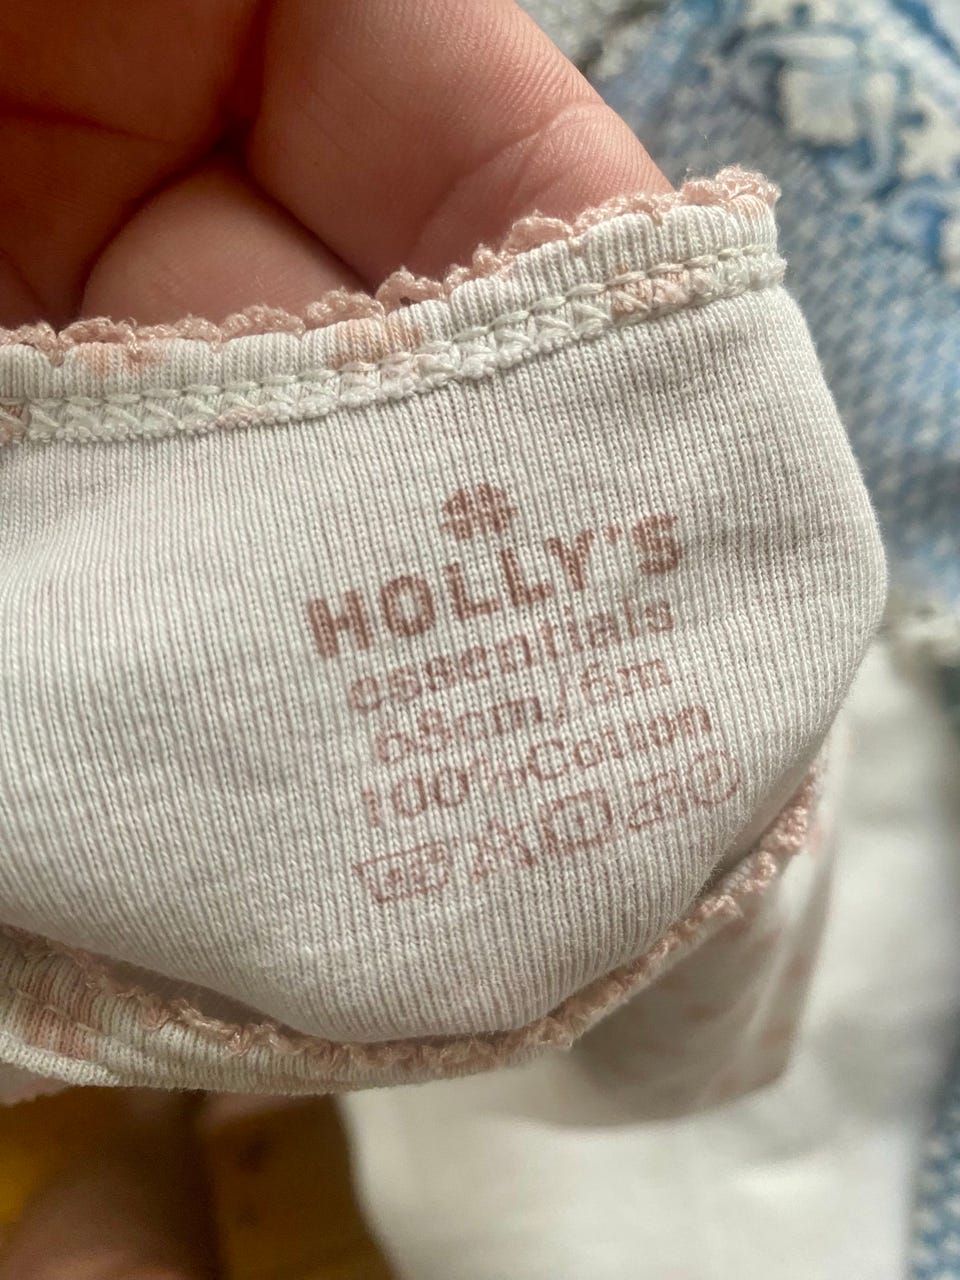 HOLLY'S
essentials
68cm/6m
100%Cotton